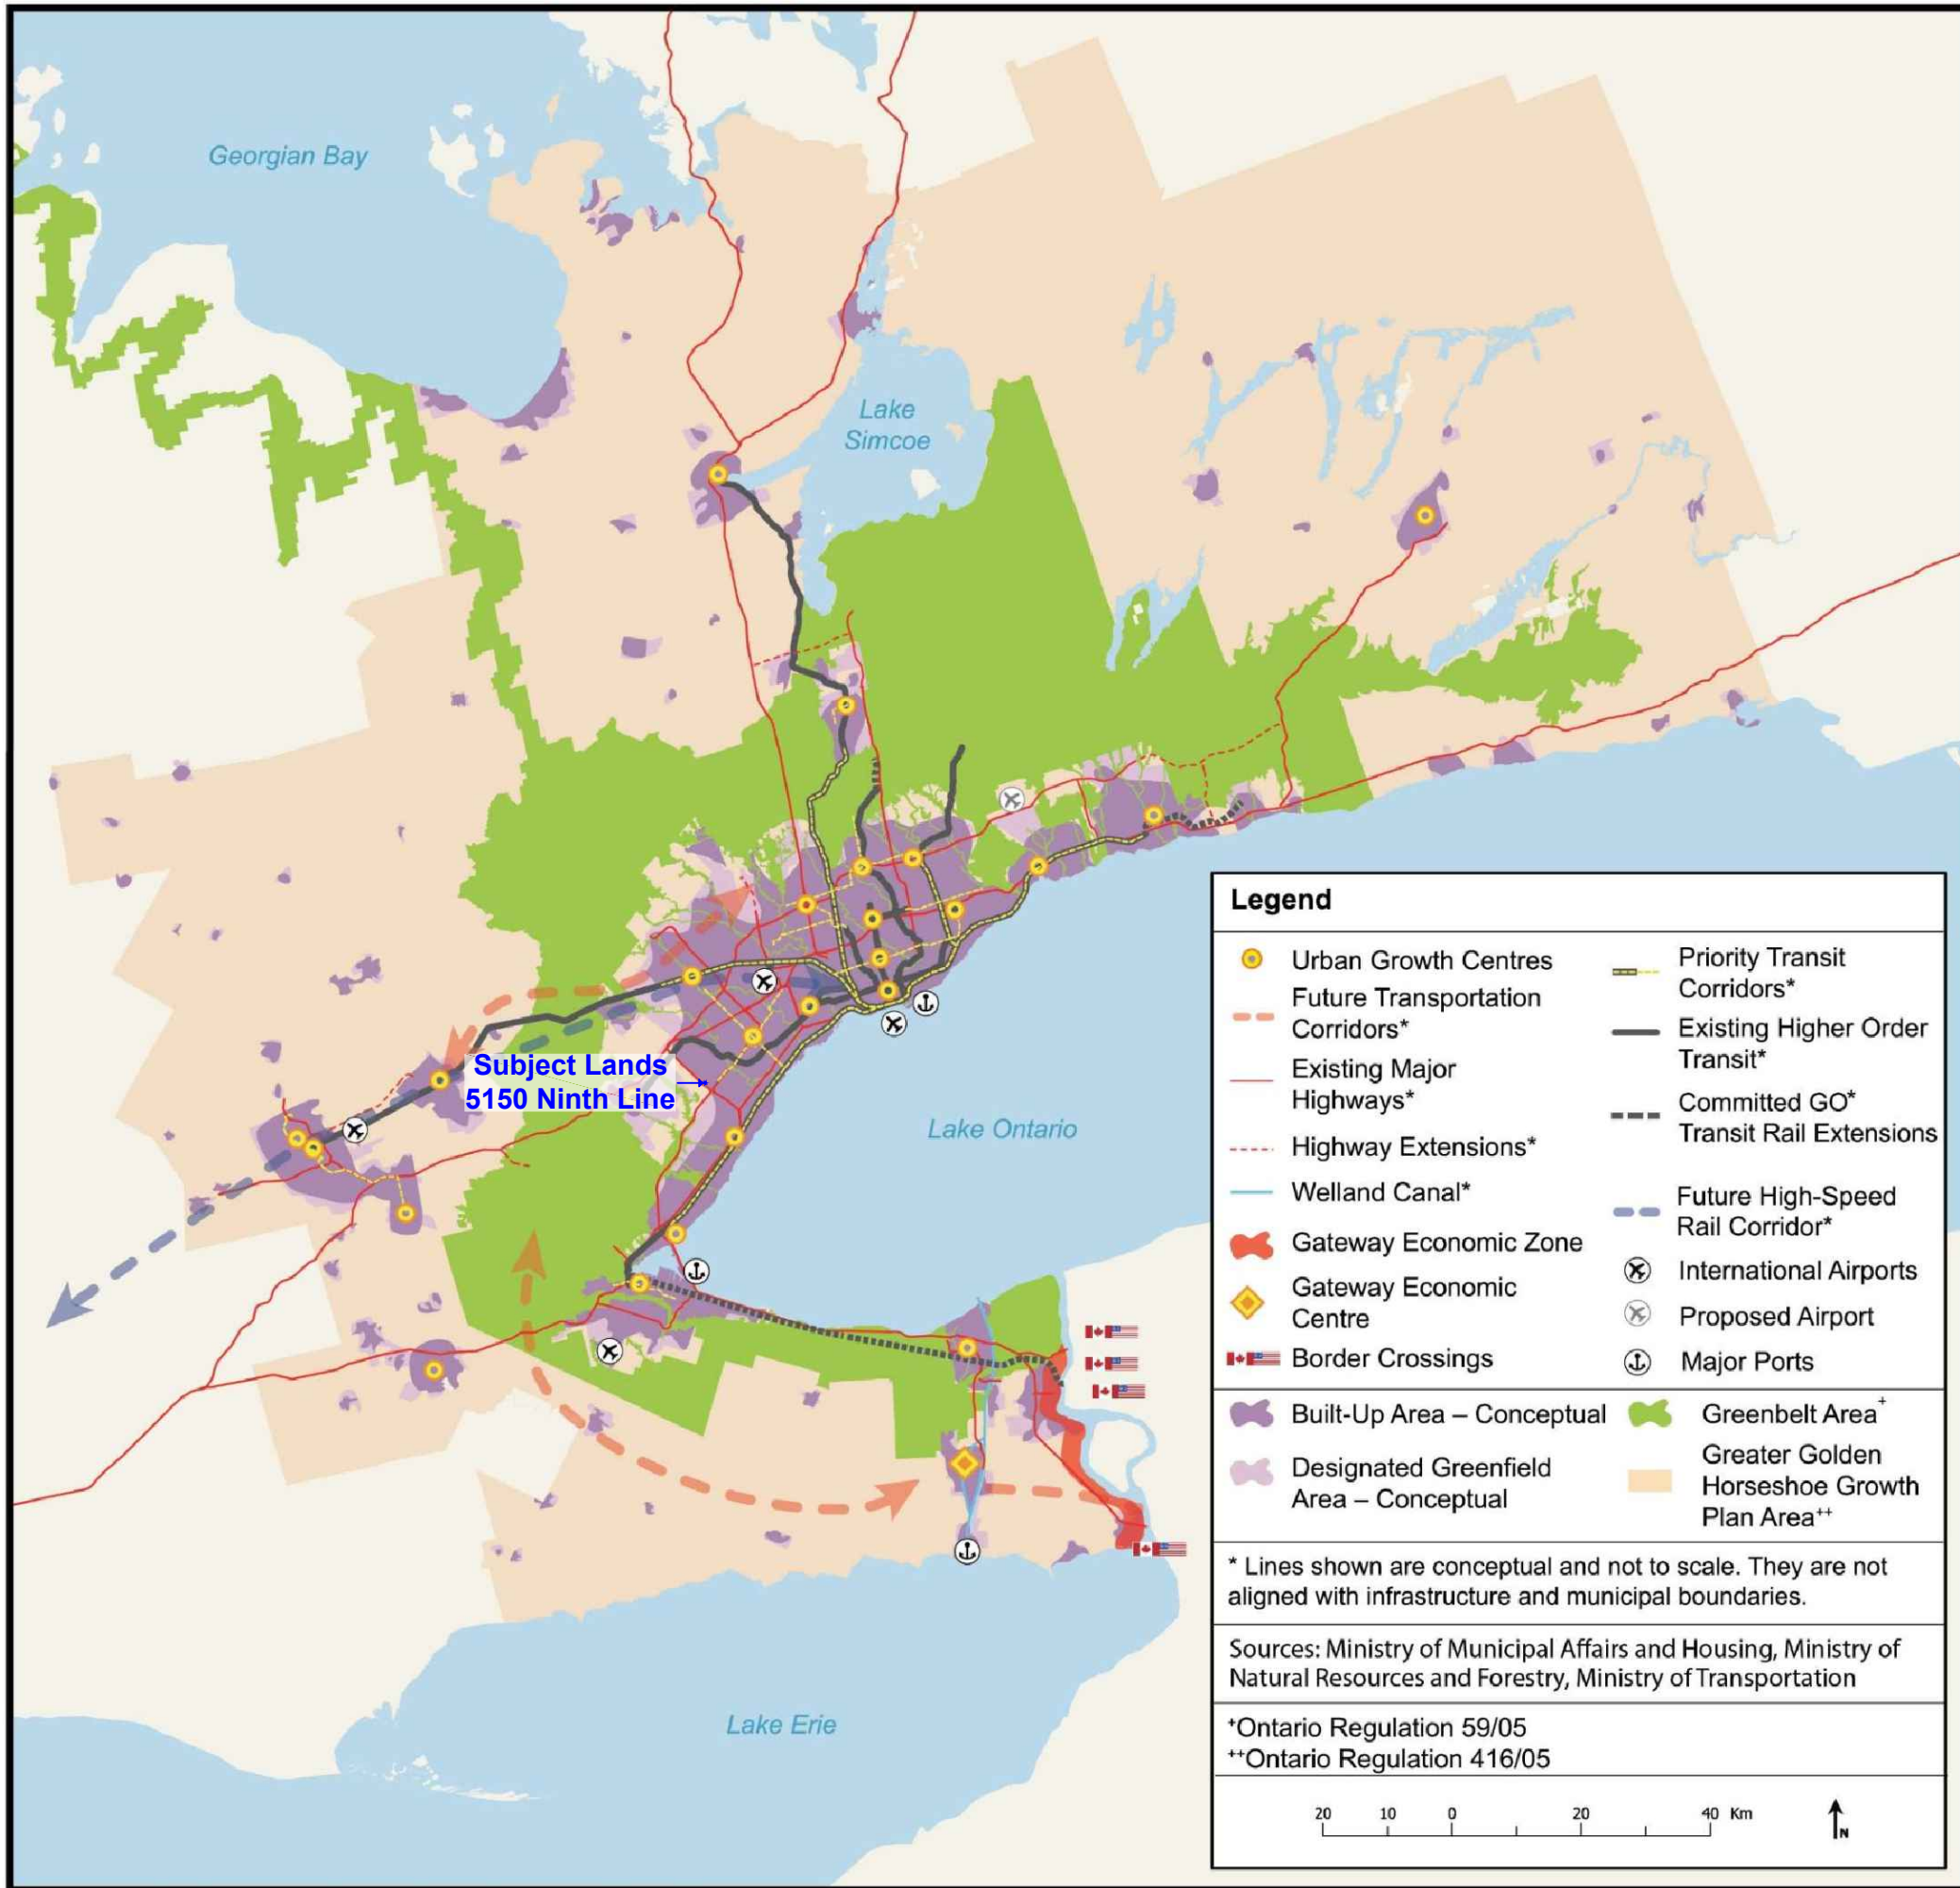 Georgian Bay
Lake
Simcoe
Subject Lands
5150 Ninth Line
Lake Ontario
Lake Erie
Legend
Urban Growth Centres
Future Transportation
Corridors*
Existing Major
Highways*
Highway Extensions*
Welland Canal*
Gateway Economic Zone
Gateway Economic
Centre
Border Crossings
Priority Transit
Corridors*
Existing Higher Order
Transit*
Committed GO*
Transit Rail Extensions
Future High-Speed
Rail Corridor*
International Airports
Proposed Airport
Major Ports
Built-Up Area – Conceptual
Designated Greenfield
Area – Conceptual
Greenbelt Area⁺
Greater Golden
Horseshoe Growth
Plan Area⁺⁺
* Lines shown are conceptual and not to scale. They are not
aligned with infrastructure and municipal boundaries.
Sources: Ministry of Municipal Affairs and Housing, Ministry of
Natural Resources and Forestry, Ministry of Transportation
⁺Ontario Regulation 59/05
⁺⁺Ontario Regulation 416/05
20 10 0 20 40 Km
N